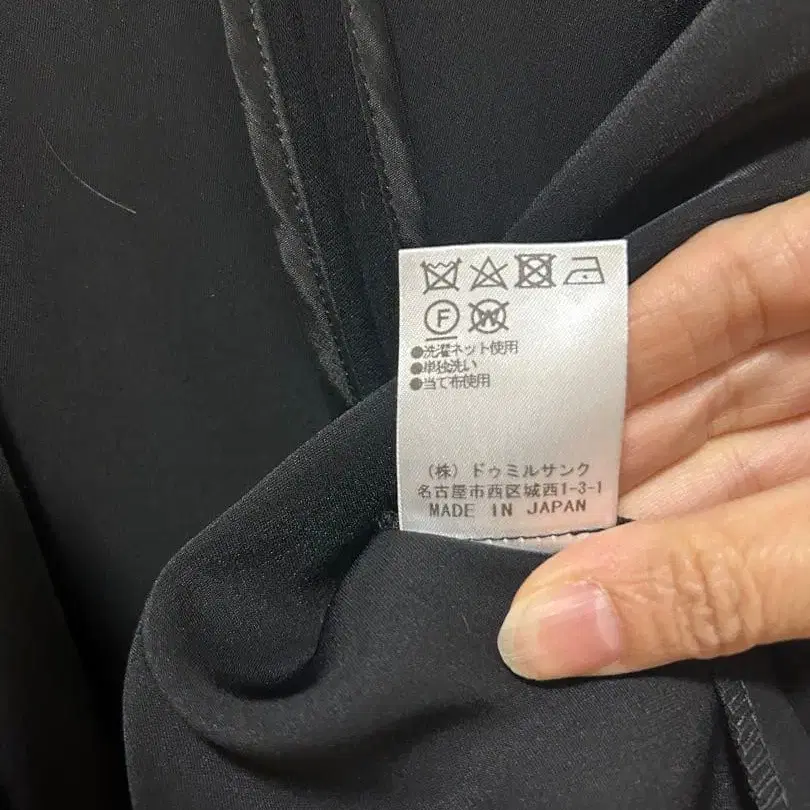 F W
●洗濯ネット使用
●単独洗い
●当て布使用
(株) ドゥミルサンク
名古屋市西区城西1-3-1
MADE IN JAPAN